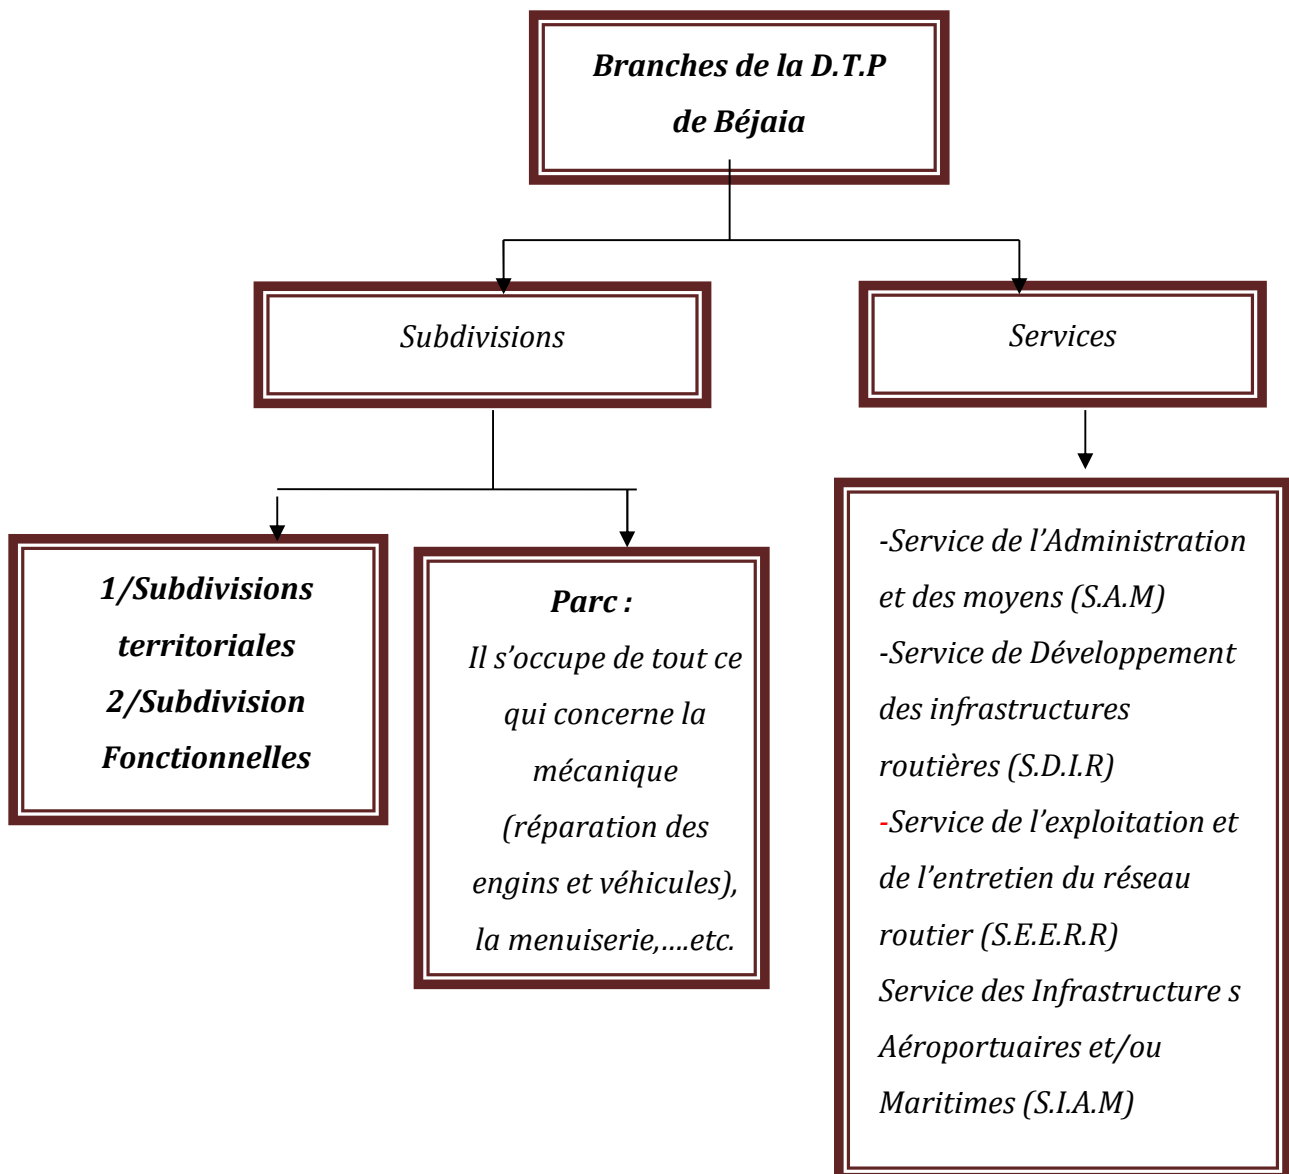 Branches de la D.T.P
de Béjaia
Subdivisions
Services
1/Subdivisions
territoriales
2/Subdivision
Fonctionnelles
Parc :
Il s’occupe de tout ce
qui concerne la
mécanique
(réparation des
engins et véhicules),
la menuiserie,....etc.
-Service de l’Administration
et des moyens (S.A.M)
-Service de Développement
des infrastructures
routières (S.D.I.R)
-Service de l’exploitation et
de l’entretien du réseau
routier (S.E.E.R.R)
Service des Infrastructure s
Aéroportuaires et/ou
Maritimes (S.I.A.M)